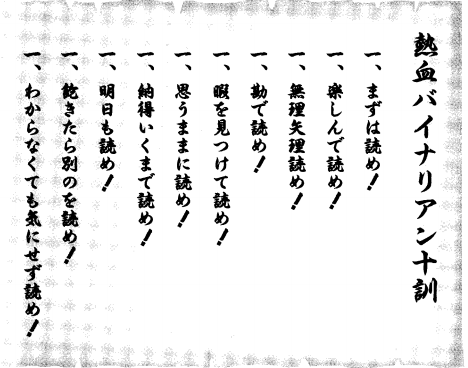 熱血バイナリアン十訓
一、まずは読め！
一、楽しんで読め！
一、無理矢理読め！
一、勘で読め！
一、暇を見つけて読め！
一、思うままに読め！
一、納得いくまで読め！
一、明日も読め！
一、飽きたら別のを読め！
一、わからなくても気にせず読め！